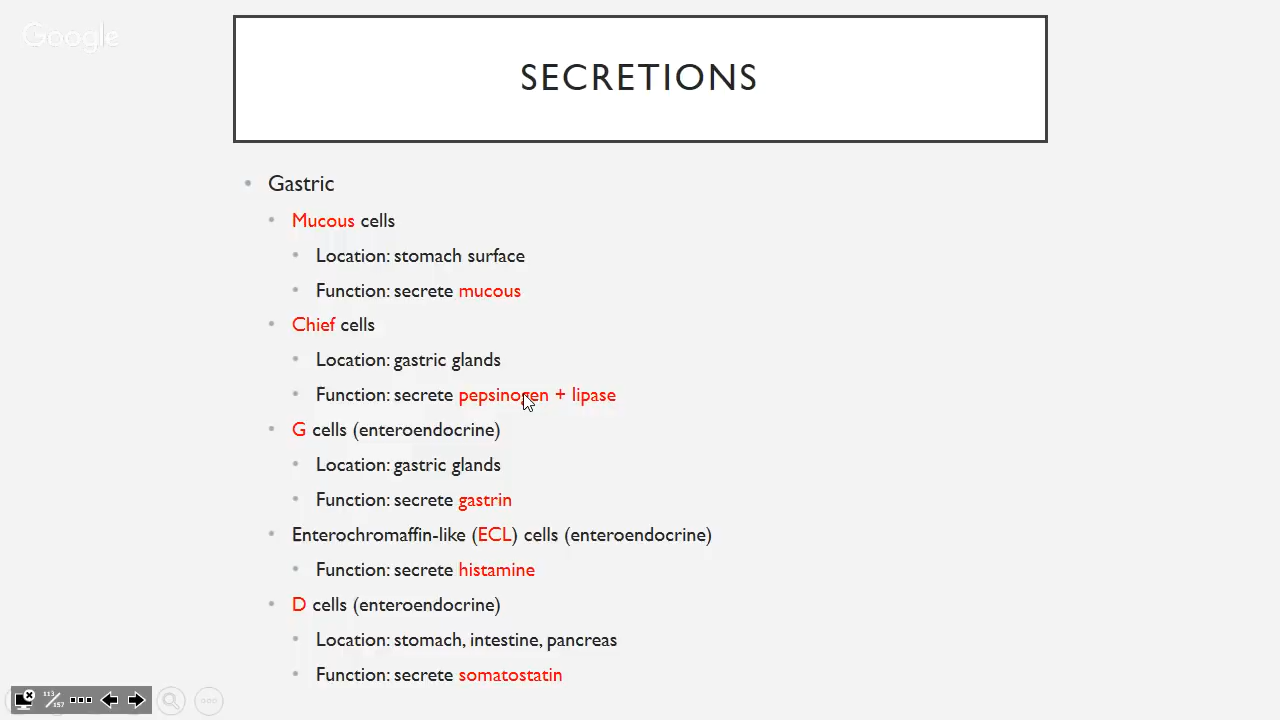 Google
SECRETIONS
• Gastric
• Mucous cells
• Location: stomach surface
• Function: secrete mucous
• Chief cells
• Location: gastric glands
• Function: secrete pepsinogen + lipase
• G cells (enteroendocrine)
• Location: gastric glands
• Function: secrete gastrin
• Enterochromaffin-like (ECL) cells (enteroendocrine)
• Function: secrete histamine
• D cells (enteroendocrine)
• Location: stomach, intestine, pancreas
• Function: secrete somatostatin
113/157